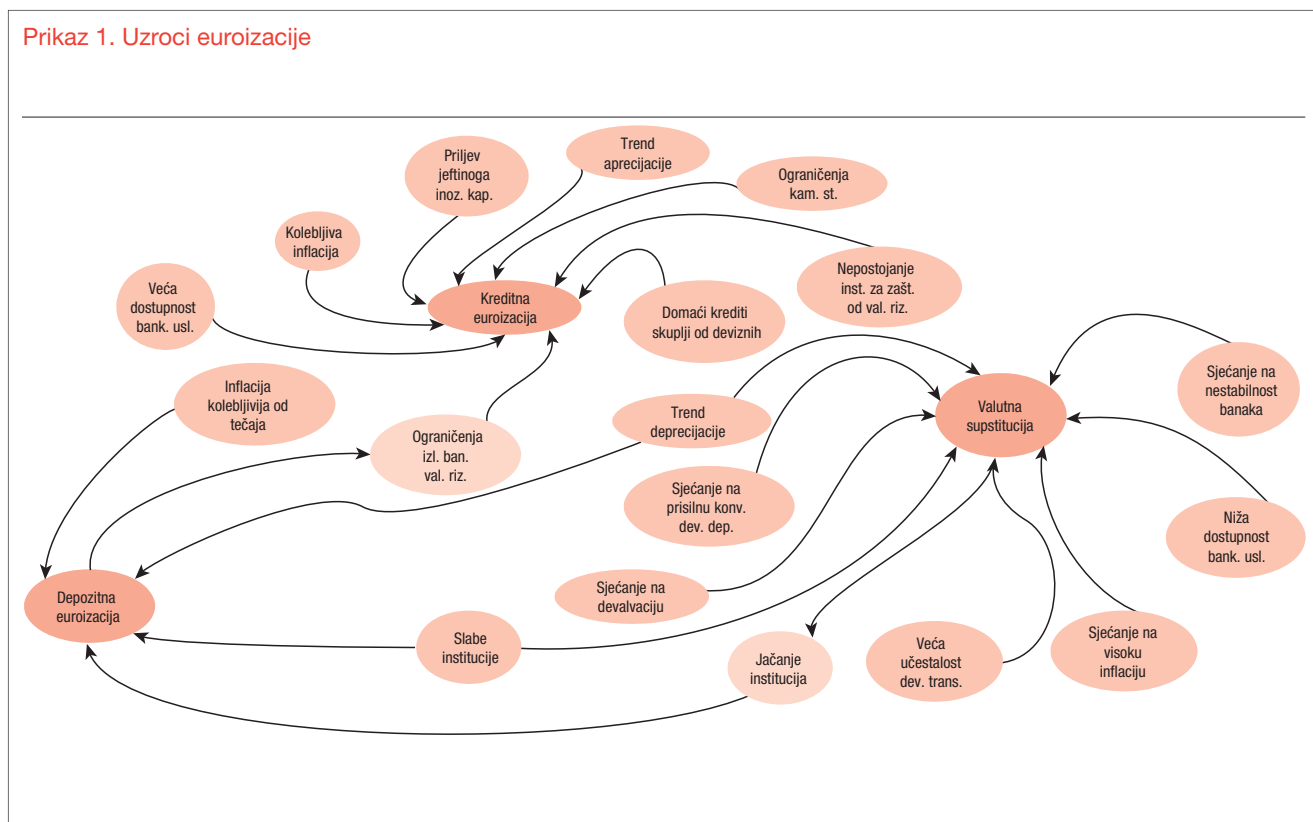 Prikaz 1. Uzroci euroizacije
Trend
aprecijacije
Priljev
jeftinoga
inoz. kap.
Ograničenja
kam. st.
Kolebljiva
inflacija
Nepostojanje
inst. za zašt.
od val. riz.
Veća
dostupnost
bank. usl.
Kreditna
euroizacija
Domaći krediti
skuplji od deviznih
Inflacija
kolebljivija od
tečaja
Sjećanje na
nestabilnost
banaka
Trend
deprecijacije
Valutna
supstitucija
Ograničenja
izl. ban.
val. riz.
Sjećanje na
prisilnu konv.
dev. dep.
Niža
dostupnost
bank. usl.
Depozitna
euroizacija
Sjećanje na
devalvaciju
Slabe
institucije
Jačanje
institucija
Veća
učestalost
dev. trans.
Sjećanje na
visoku
inflaciju